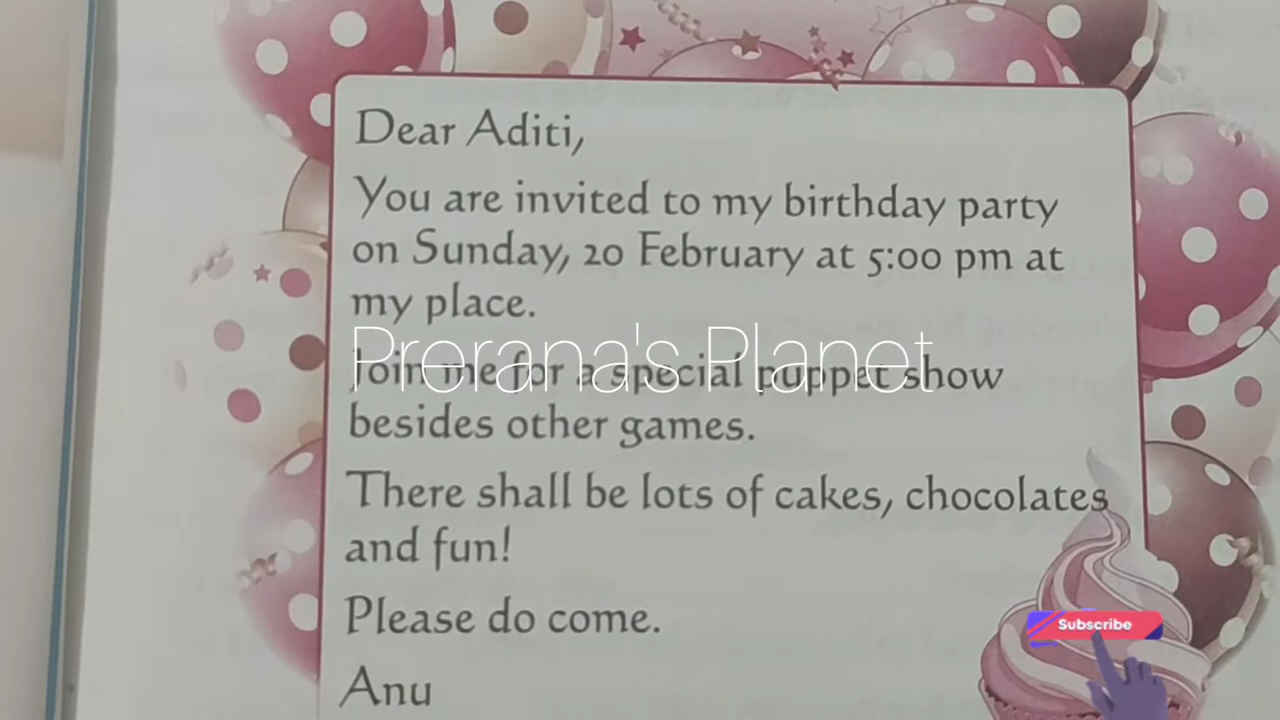 Dear Aditi,
You are invited to my birthday party
on Sunday, 20 February at 5:00 pm at
my place.
Prerana's Planet
Join me for a special puppet show
besides other games.
There shall be lots of cakes, chocolates
and fun!
Please do come.
Subscribe
Anu